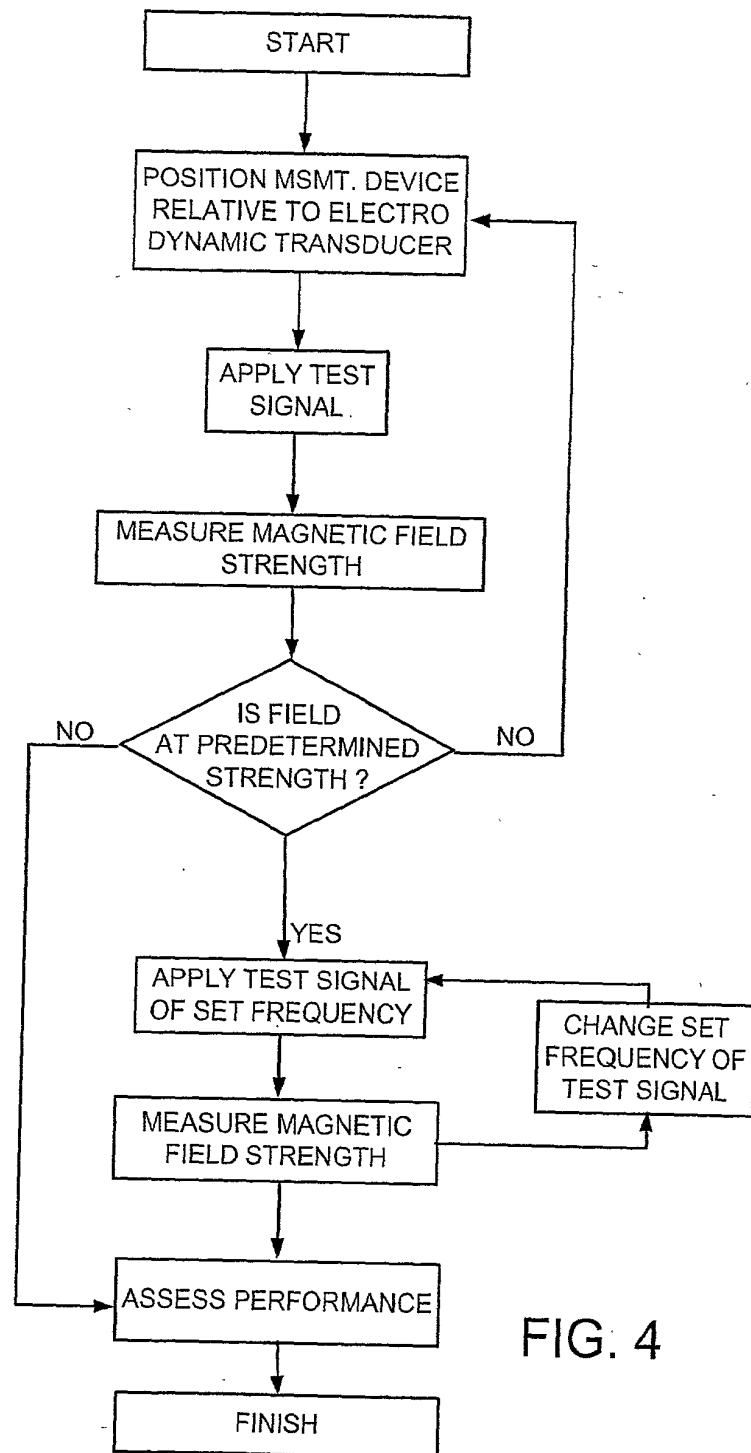 START
POSITION MSMT. DEVICE
RELATIVE TO ELECTRO
DYNAMIC TRANSDUCER
APPLY TEST
SIGNAL
MEASURE MAGNETIC FIELD
STRENGTH
IS FIELD
AT PREDETERMINED
STRENGTH ?
NO
NO
YES
APPLY TEST SIGNAL
OF SET FREQUENCY
CHANGE SET
FREQUENCY OF
TEST SIGNAL
MEASURE MAGNETIC
FIELD STRENGTH
ASSESS PERFORMANCE
FINISH
FIG. 4